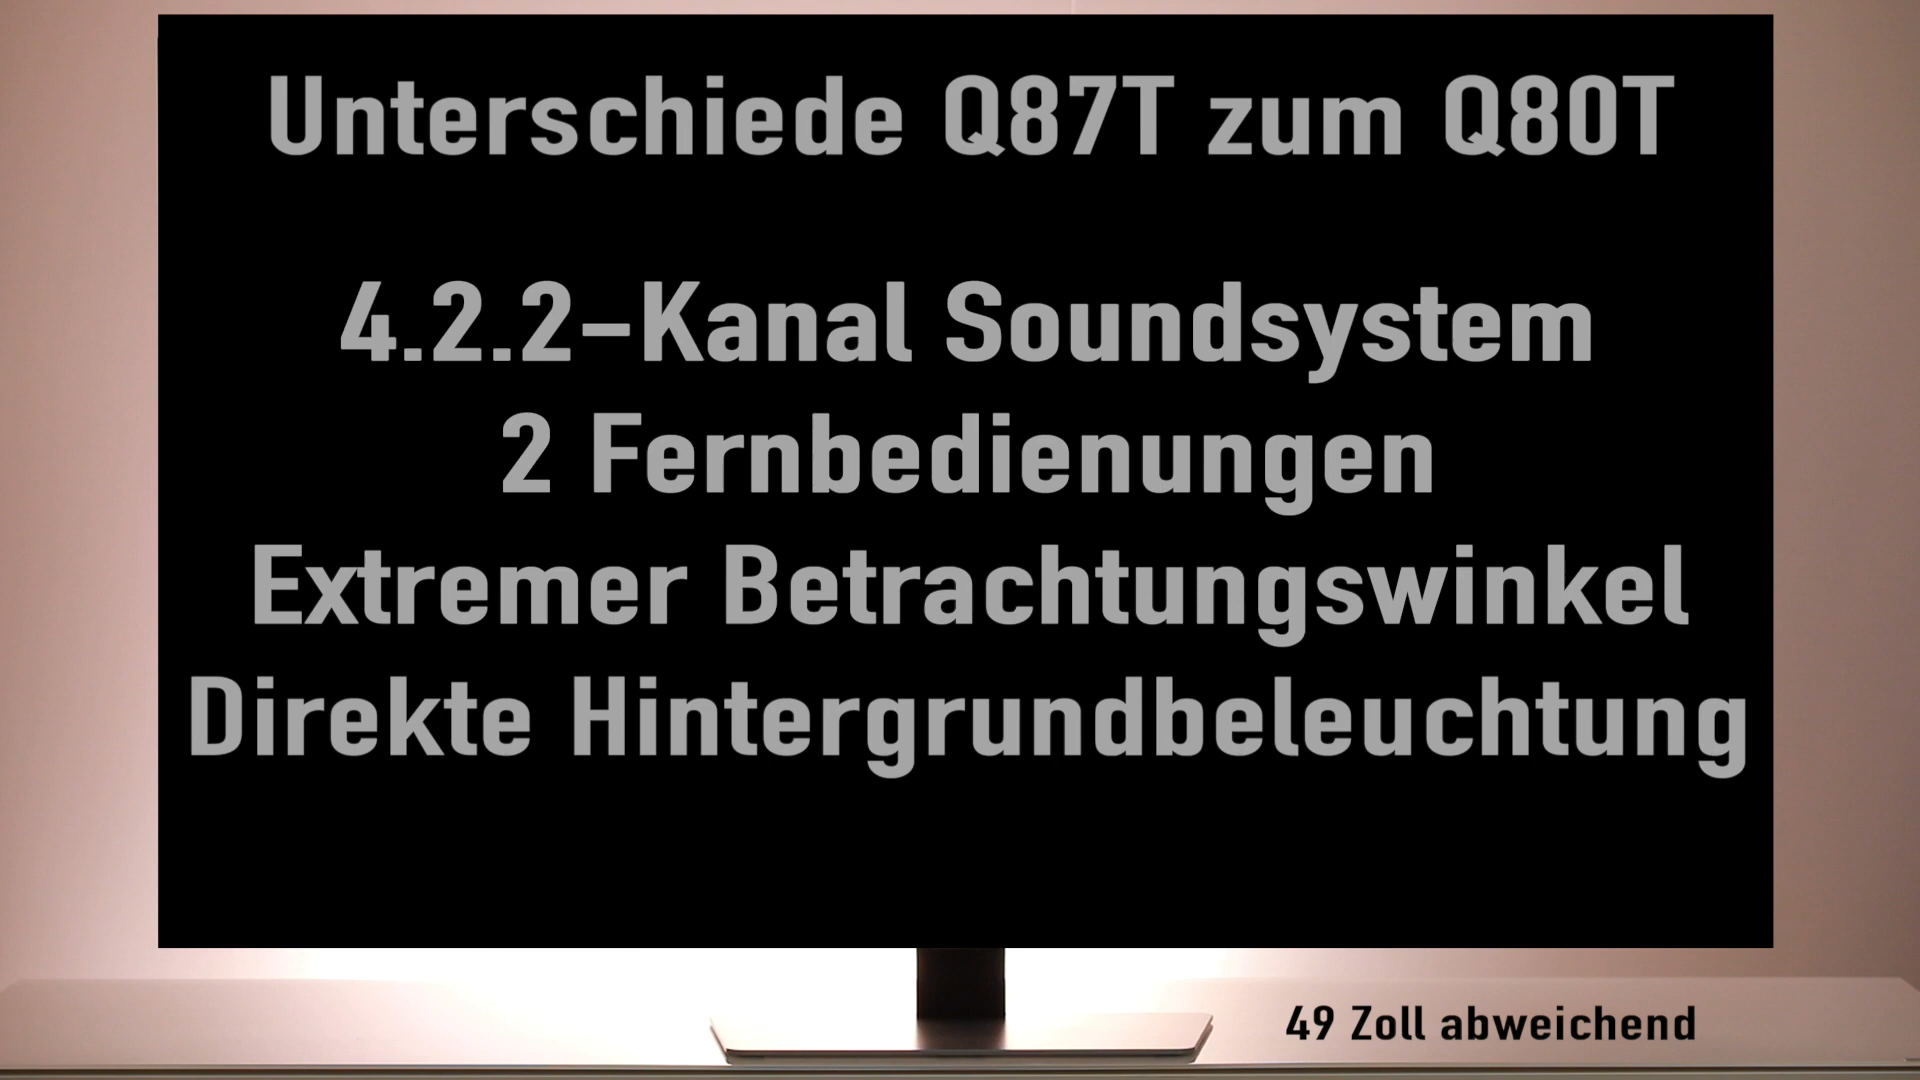 Unterschiede Q87T zum Q80T
4.2.2-Kanal Soundsystem
2 Fernbedienungen
Extremer Betrachtungswinkel
Direkte Hintergrundbeleuchtung
49 Zoll abweichend